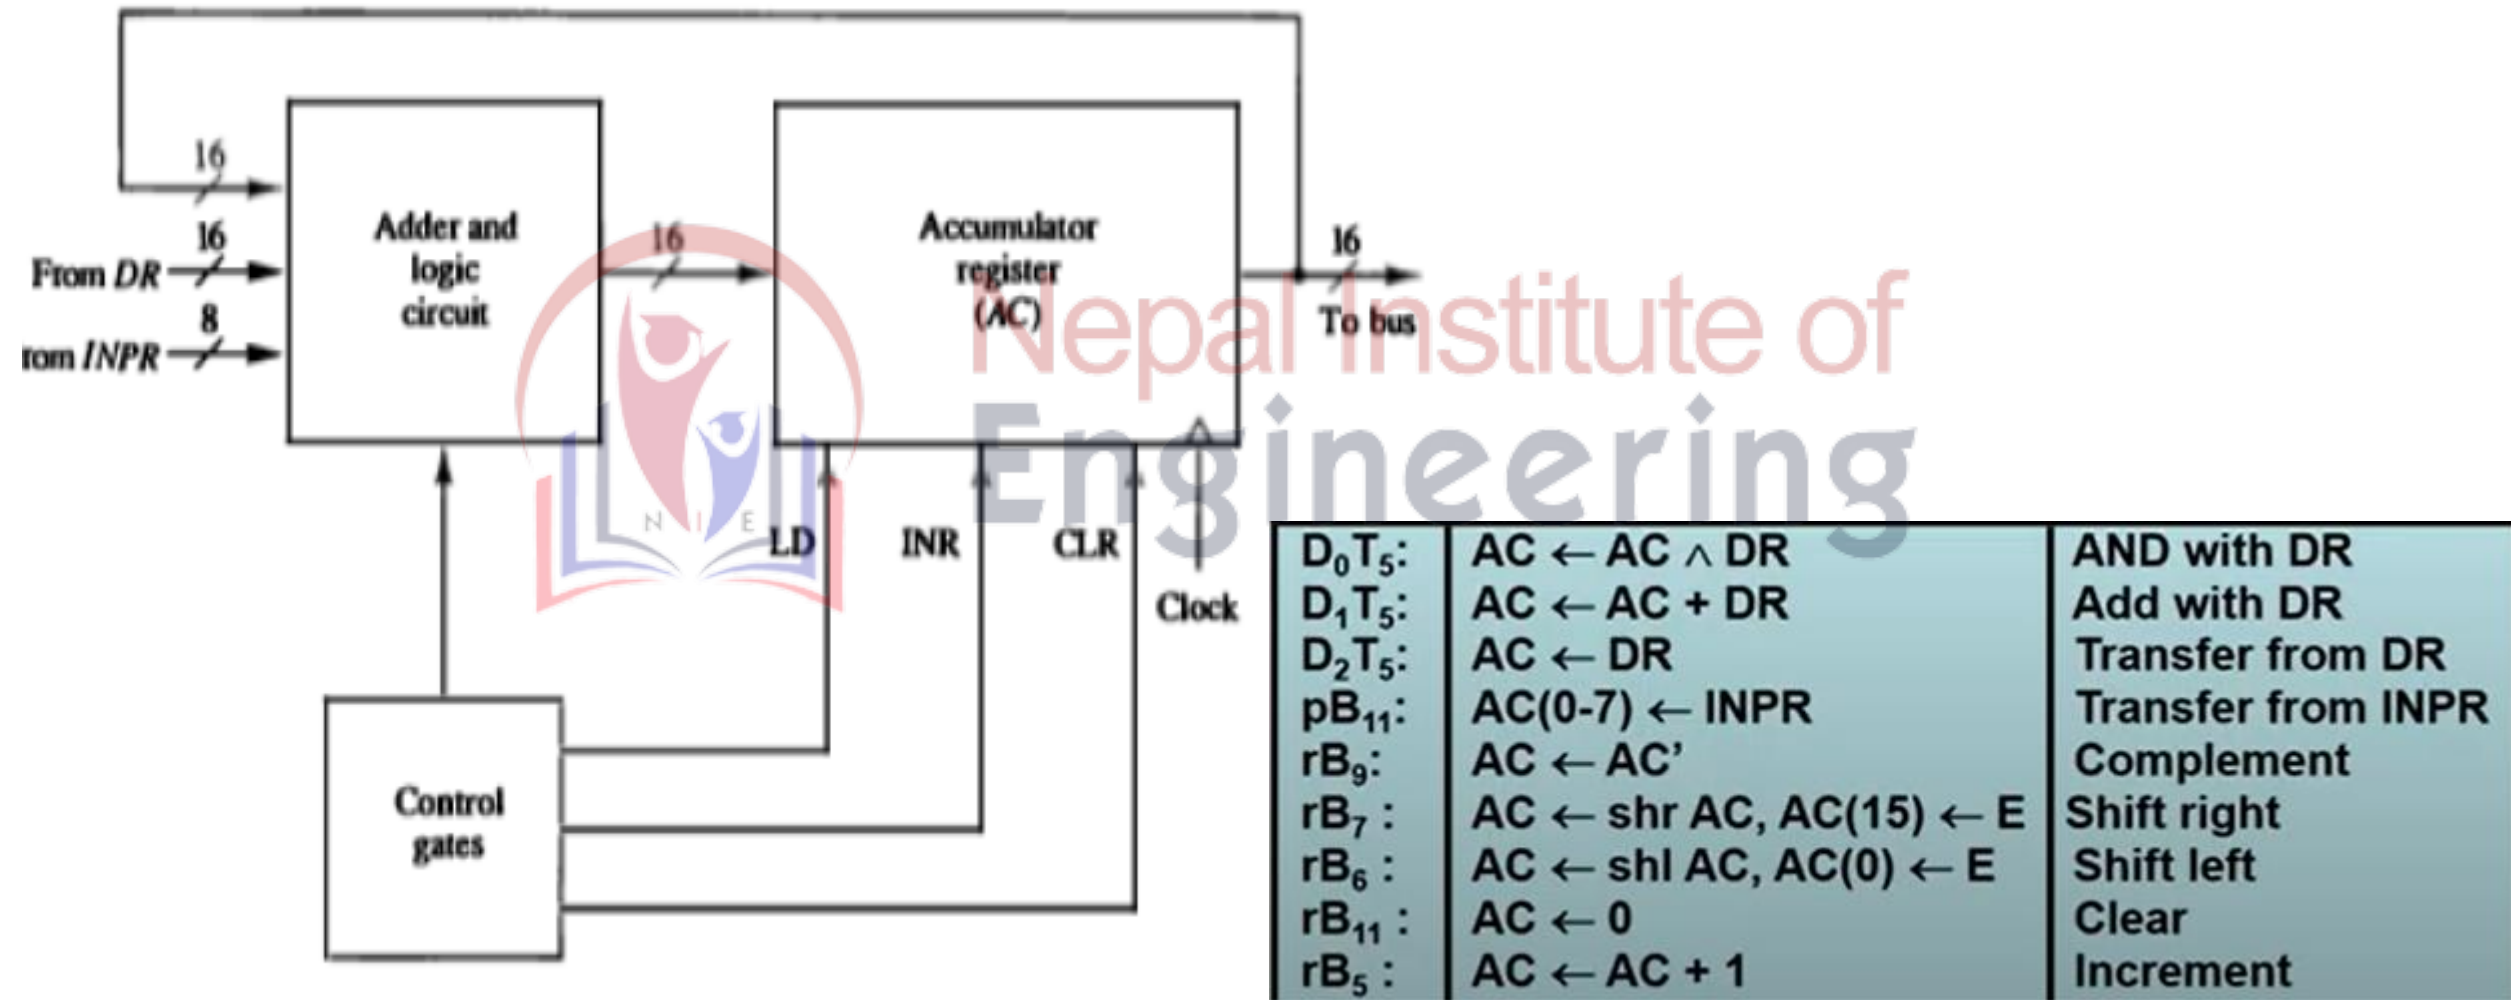 16
16
From DR
8
rom INPR
Adder and
logic
circuit
16
Accumulator
register
(AC)
16
To bus
LD
INR
CLR
Clock
Control
gates
Nepal Institute of
Engineering
N I E
D₀T₅: AC ← AC ∧ DR AND with DR
D₁T₅: AC ← AC + DR Add with DR
D₂T₅: AC ← DR Transfer from DR
pB₁₁: AC(0-7) ← INPR Transfer from INPR
rB₉: AC ← AC’ Complement
rB₇ : AC ← shr AC, AC(15) ← E Shift right
rB₆ : AC ← shl AC, AC(0) ← E Shift left
rB₁₁ : AC ← 0 Clear
rB₅ : AC ← AC + 1 Increment